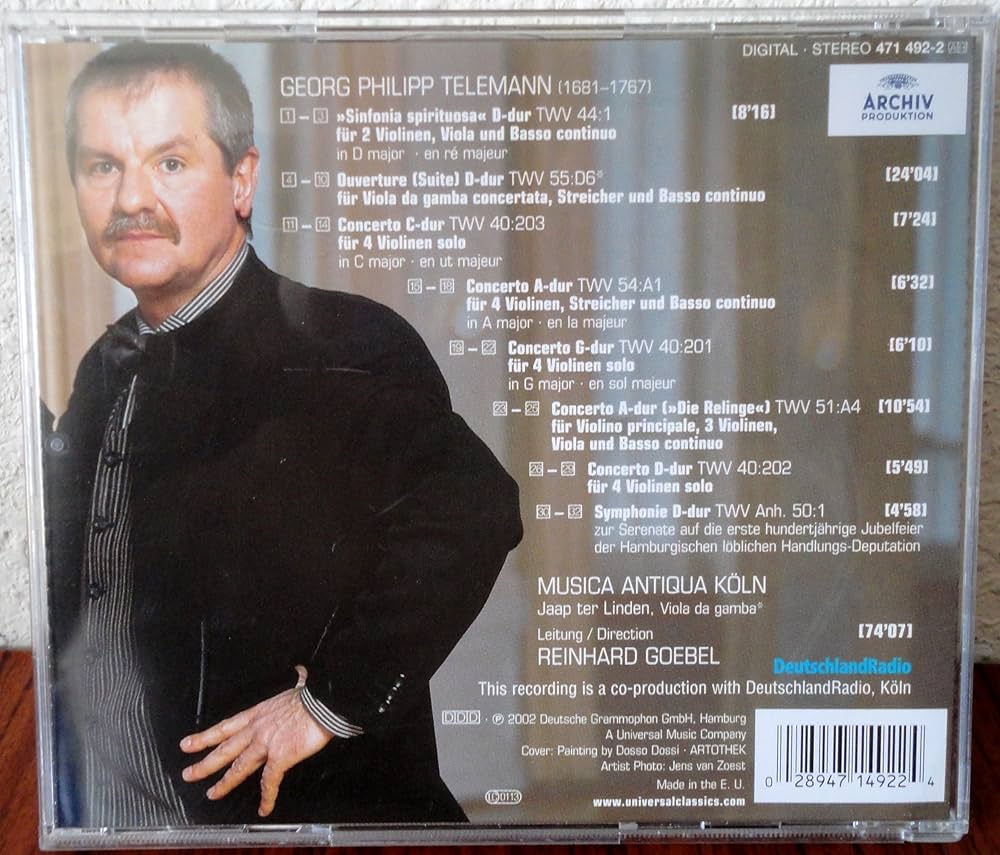 DIGITAL · STEREO 471 492-2
ARCHIV
PRODUKTION
GEORG PHILIPP TELEMANN (1681–1767)
1 – 3 »Sinfonia spirituosa« D-dur TWV 44:1 [8'16]
für 2 Violinen, Viola und Basso continuo
in D major · en ré majeur
4 – 10 Ouverture (Suite) D-dur TWV 55:D6* [24'04]
für Viola da gamba concertata, Streicher und Basso continuo
11 – 14 Concerto C-dur TWV 40:203 [7'24]
für 4 Violinen solo
in C major · en ut majeur
15 – 18 Concerto A-dur TWV 54:A1 [6'32]
für 4 Violinen, Streicher und Basso continuo
in A major · en la majeur
19 – 22 Concerto G-dur TWV 40:201 [6'10]
für 4 Violinen solo
in G major · en sol majeur
23 – 25 Concerto A-dur (»Die Relinge«) TWV 51:A4 [10'54]
für Violino principale, 3 Violinen,
Viola und Basso continuo
26 – 29 Concerto D-dur TWV 40:202 [5'49]
für 4 Violinen solo
30 – 32 Symphonie D-dur TWV Anh. 50:1 [4'58]
zur Serenate auf die erste hundertjährige Jubelfeier
der Hamburgischen löblichen Handlungs-Deputation
MUSICA ANTIQUA KÖLN
Jaap ter Linden, Viola da gamba*
Leitung / Direction [74'07]
REINHARD GOEBEL
DeutschlandRadio
This recording is a co-production with DeutschlandRadio, Köln
DDD · ℗ 2002 Deutsche Grammophon GmbH, Hamburg
A Universal Music Company
Cover: Painting by Dosso Dossi · ARTOTHEK
Artist Photo: Jens van Zoest
Made in the E. U.
LC 0113 www.universalclassics.com
0 28947 14922 4